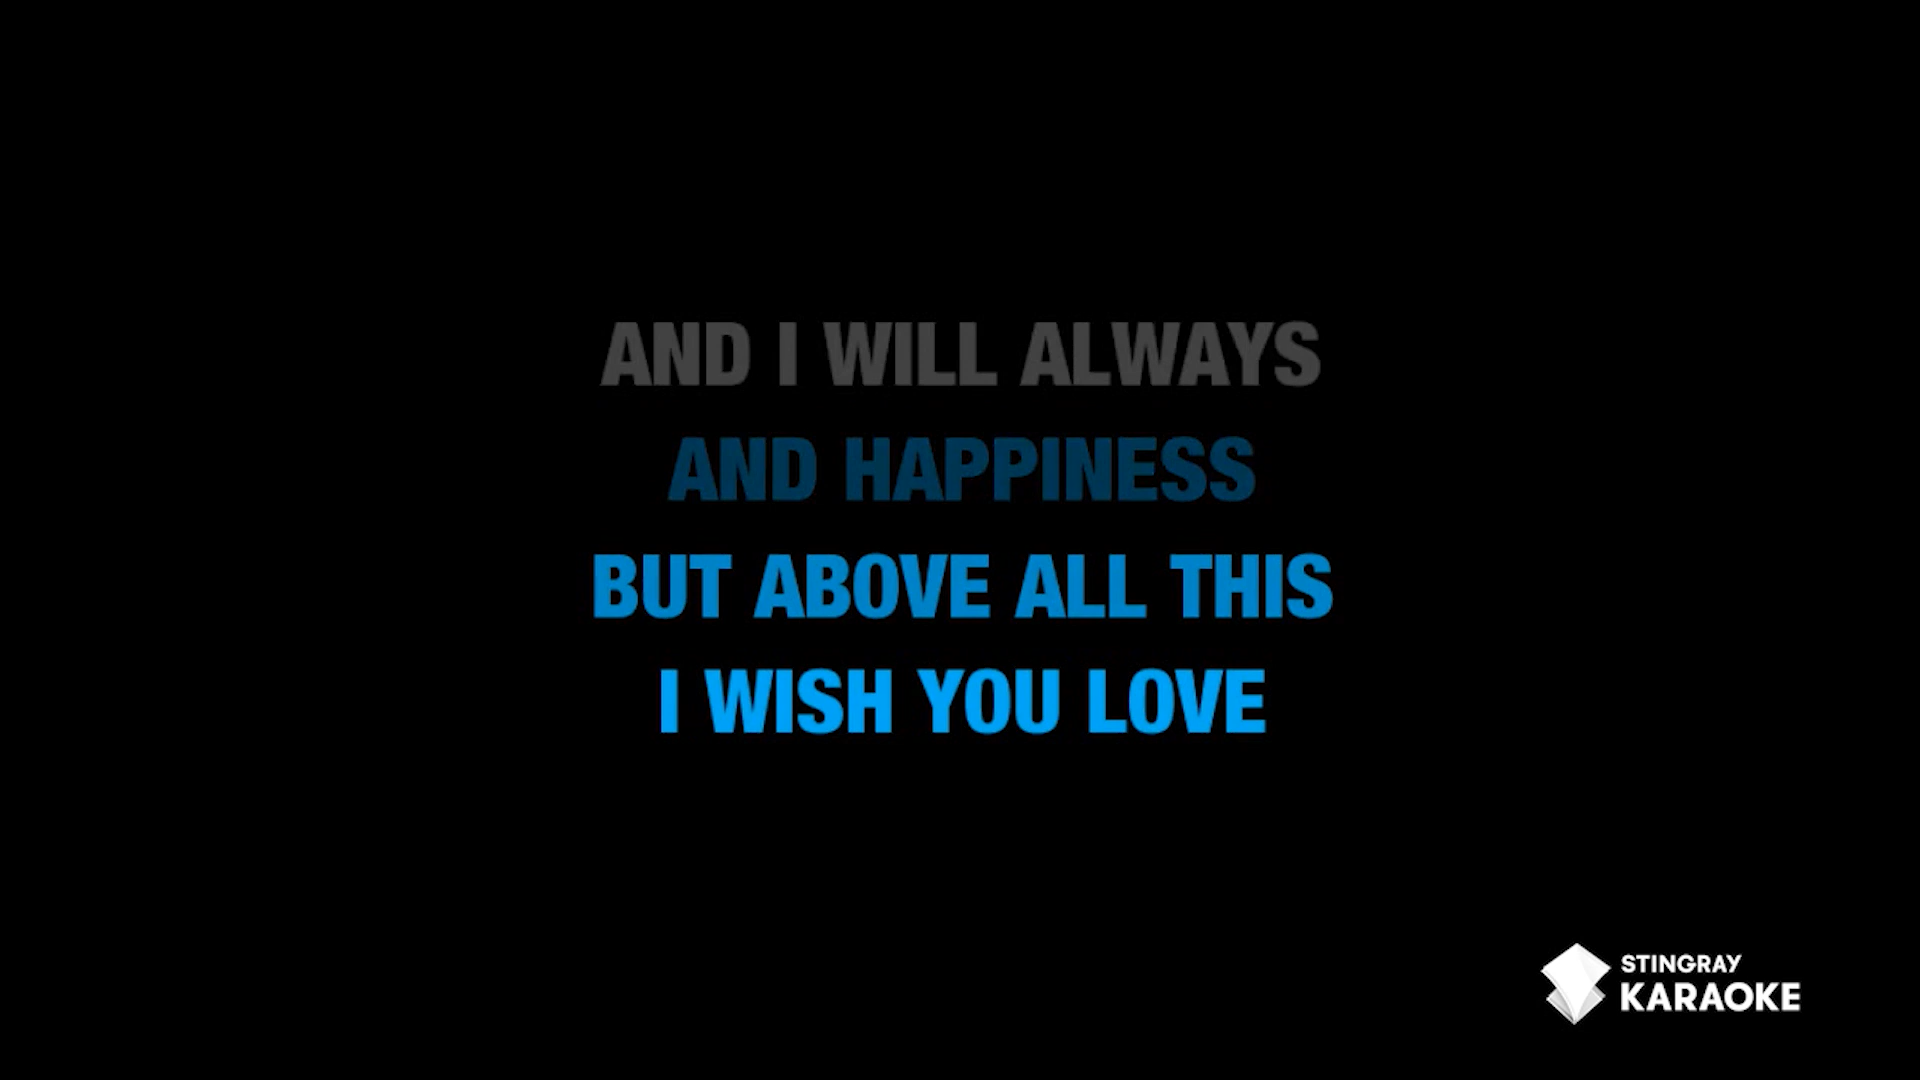 AND I WILL ALWAYS
AND HAPPINESS
BUT ABOVE ALL THIS
I WISH YOU LOVE
STINGRAY
KARAOKE